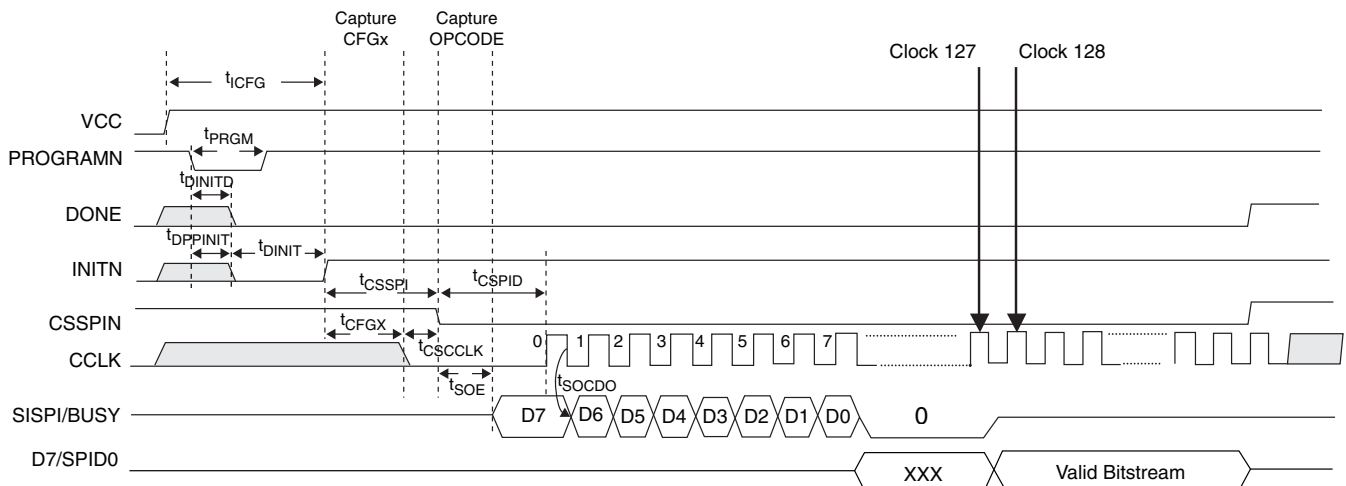 Capture
CFGx
Capture
OPCODE
Clock 127
Clock 128
tICFG
VCC
tPRGM
PROGRAMN
tDINITD
DONE
tDPPINIT
tDINIT
INITN
tCSSPI
tCSPID
CSSPIN
tCFGX
0 1 2 3 4 5 6 7
tCSCCLK
CCLK
tSOE
tSOCDO
SISPI/BUSY
D7 D6 D5 D4 D3 D2 D1 D0 0
D7/SPID0
XXX
Valid Bitstream